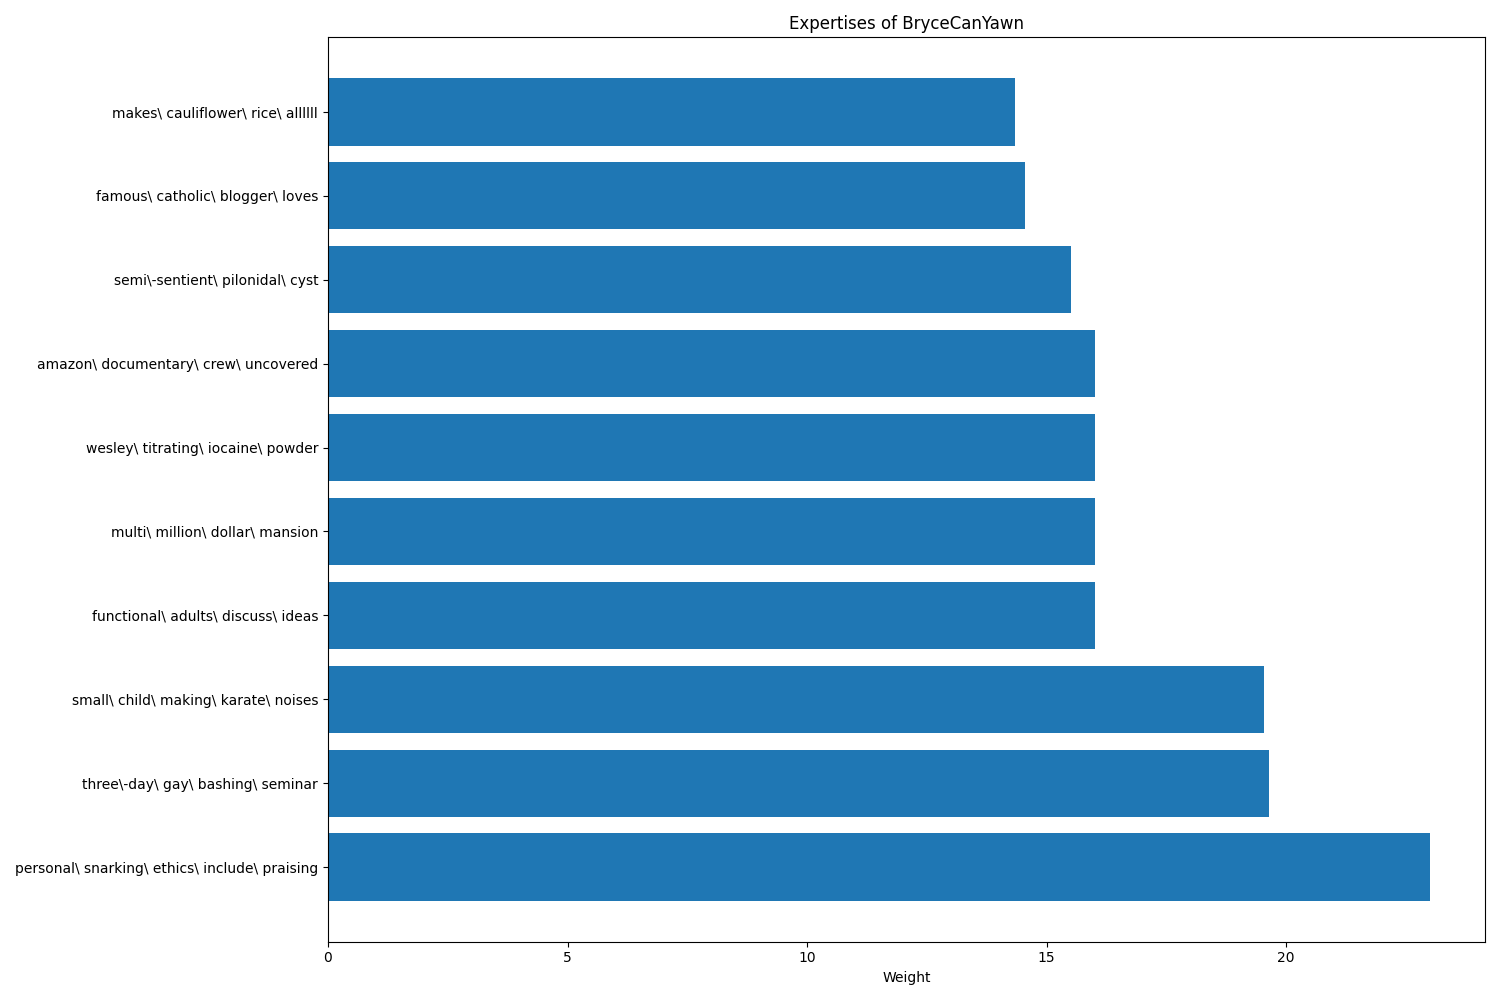 Expertises of BryceCanYawn
makes\ cauliflower\ rice\ allllll
famous\ catholic\ blogger\ loves
semi\-sentient\ pilonidal\ cyst
amazon\ documentary\ crew\ uncovered
wesley\ titrating\ iocaine\ powder
multi\ million\ dollar\ mansion
functional\ adults\ discuss\ ideas
small\ child\ making\ karate\ noises
three\-day\ gay\ bashing\ seminar
personal\ snarking\ ethics\ include\ praising
0 5 10 15 20
Weight